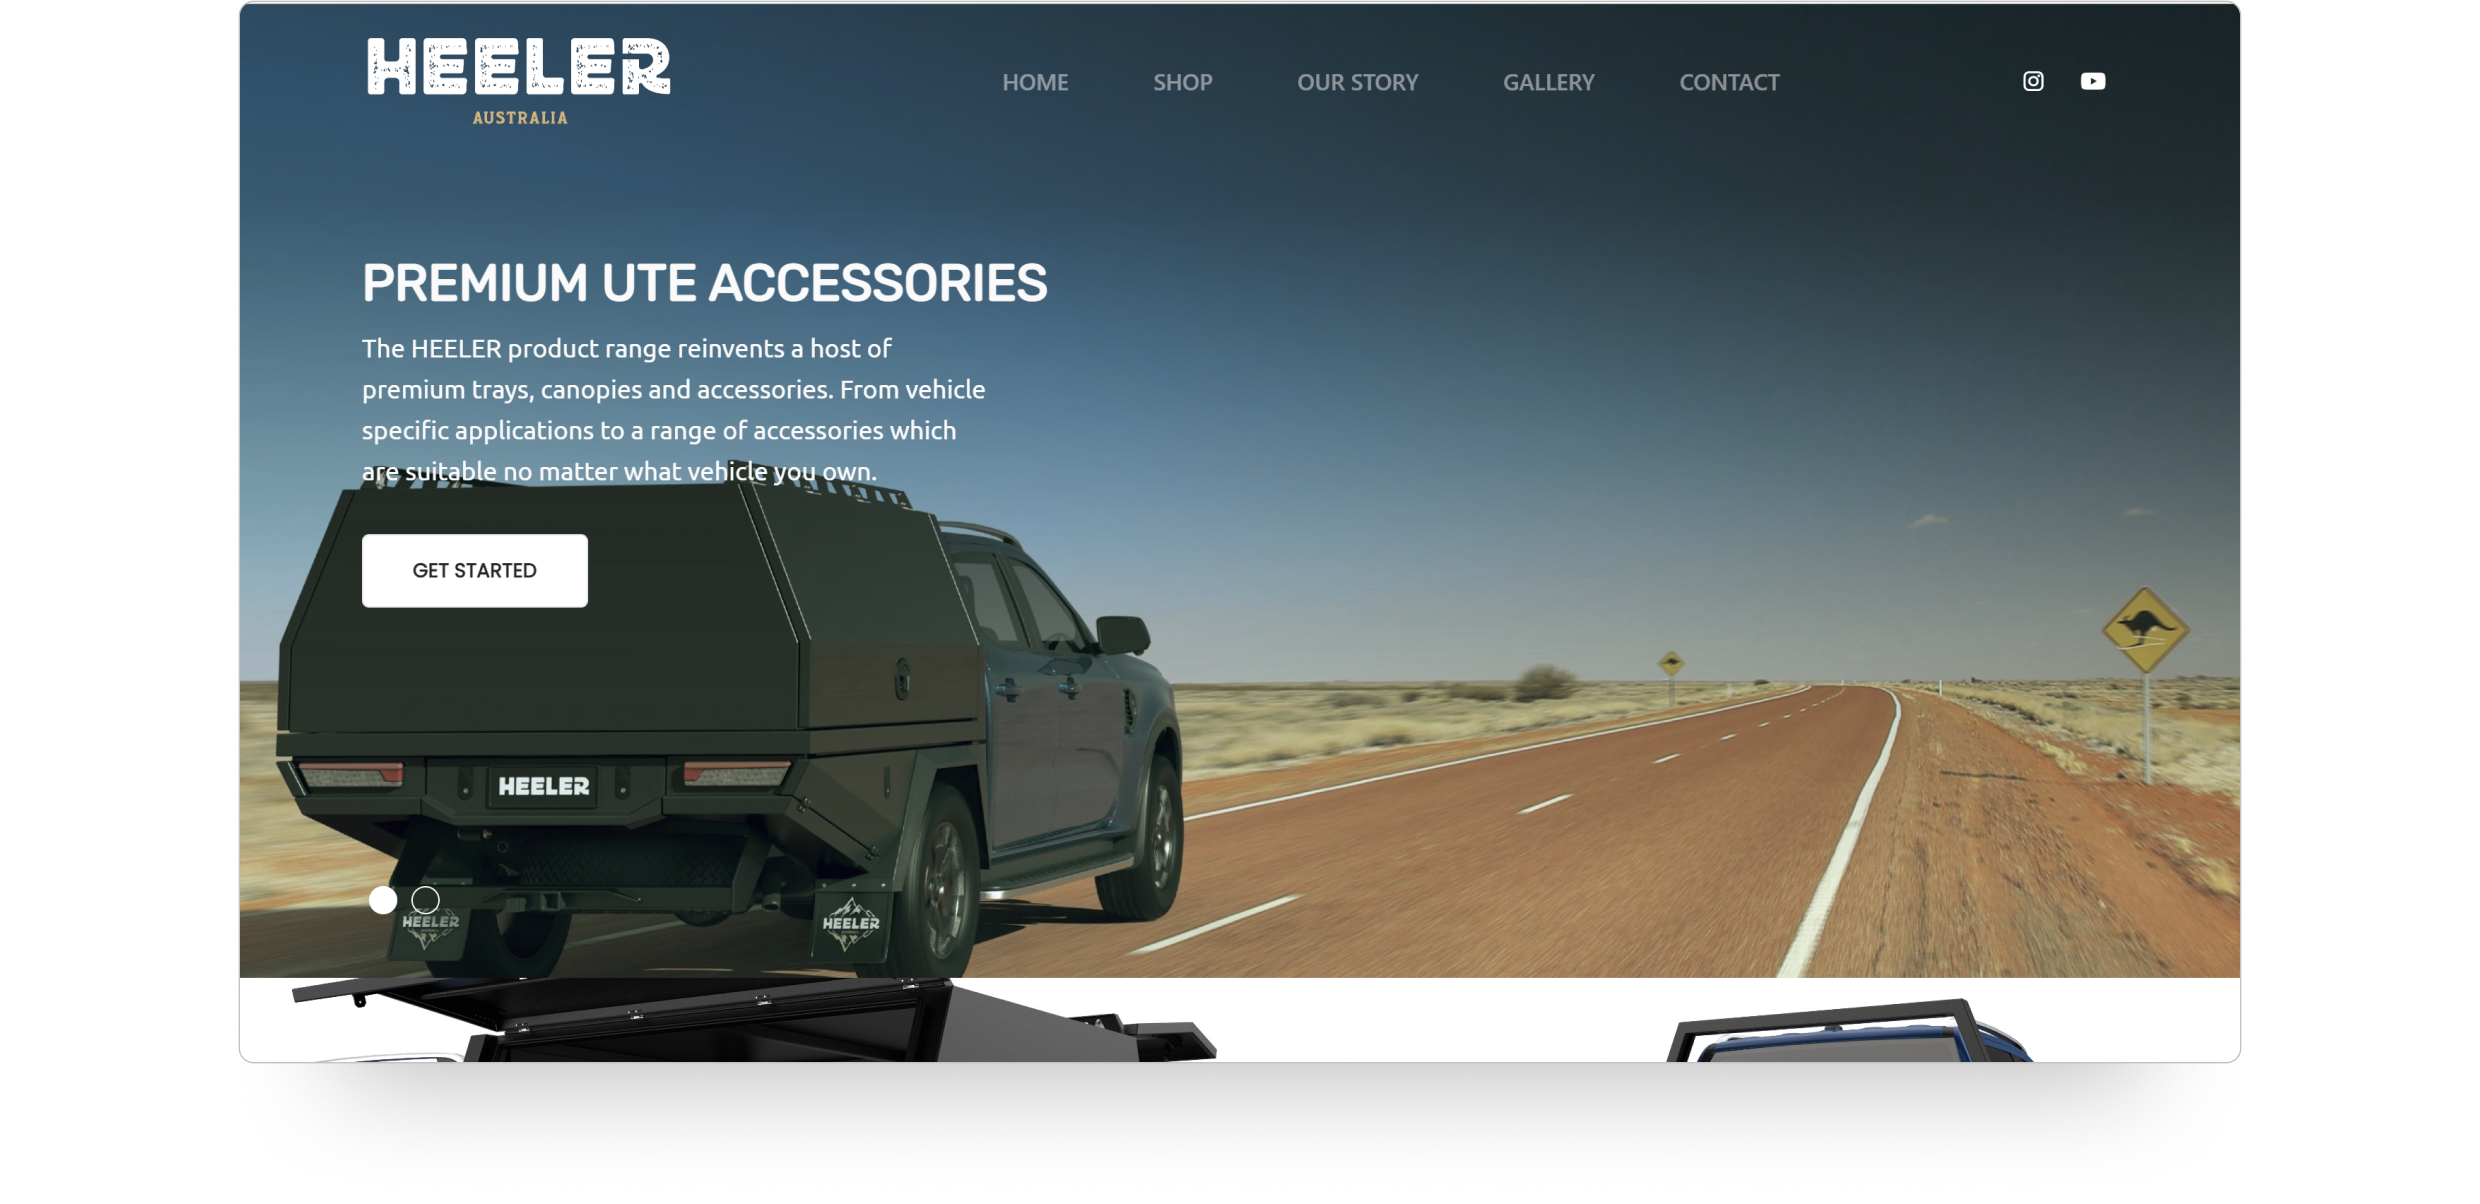 HEELER
AUSTRALIA
HOME SHOP OUR STORY GALLERY CONTACT
PREMIUM UTE ACCESSORIES
The HEELER product range reinvents a host of
premium trays, canopies and accessories. From vehicle
specific applications to a range of accessories which
are suitable no matter what vehicle you own.
GET STARTED
HEELER
HEELER
HEELER